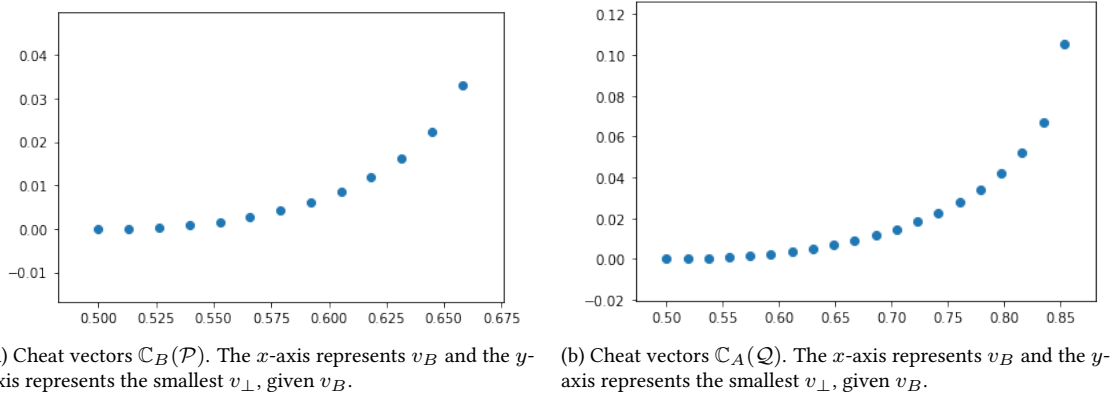 0.04
0.03
0.02
0.01
0.00
−0.01
0.500 0.525 0.550 0.575 0.600 0.625 0.650 0.675
0.12
0.10
0.08
0.06
0.04
0.02
0.00
−0.02
0.50 0.55 0.60 0.65 0.70 0.75 0.80 0.85
) Cheat vectors ℂ_B(𝒫). The x-axis represents v_B and the y-
xis represents the smallest v_⊥, given v_B.
(b) Cheat vectors ℂ_A(𝒬). The x-axis represents v_B and the y-
axis represents the smallest v_⊥, given v_B.